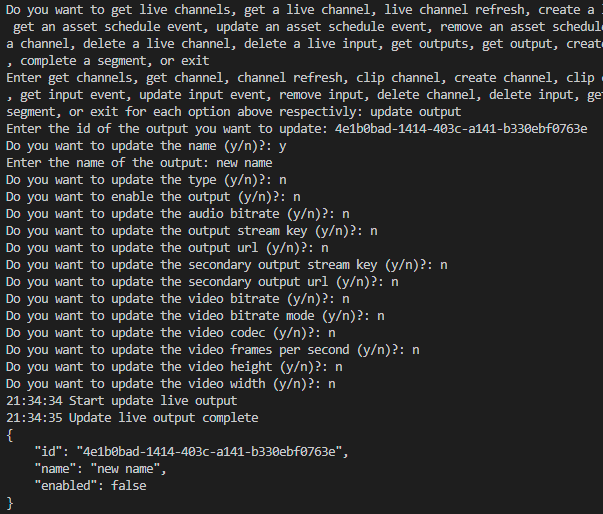 Do you want to get live channels, get a live channel, live channel refresh, create a
get an asset schedule event, update an asset schedule event, remove an asset
a channel, delete a live channel, delete a live input, get outputs, get output,
, complete a segment, or exit
Enter get channels, get channel, channel refresh, clip channel, create channel, clip
, get input event, update input event, remove input, delete channel, delete input,
segment, or exit for each option above respectivly: update output
Enter the id of the output you want to update: 4e1b0bad-1414-403c-a141-b330ebf0763e
Do you want to update the name (y/n)?: y
Enter the name of the output: new name
Do you want to update the type (y/n)?: n
Do you want to enable the output (y/n)?: n
Do you want to update the audio bitrate (y/n)?: n
Do you want to update the output stream key (y/n)?: n
Do you want to update the output url (y/n)?: n
Do you want to update the secondary output stream key (y/n)?: n
Do you want to update the secondary output url (y/n)?: n
Do you want to update the video bitrate (y/n)?: n
Do you want to update the video bitrate mode (y/n)?: n
Do you want to update the video codec (y/n)?: n
Do you want to update the video frames per second (y/n)?: n
Do you want to update the video height (y/n)?: n
Do you want to update the video width (y/n)?: n
21:34:34 Start update live output
21:34:35 Update live output complete
{
    "id": "4e1b0bad-1414-403c-a141-b330ebf0763e",
    "name": "new name",
    "enabled": false
}